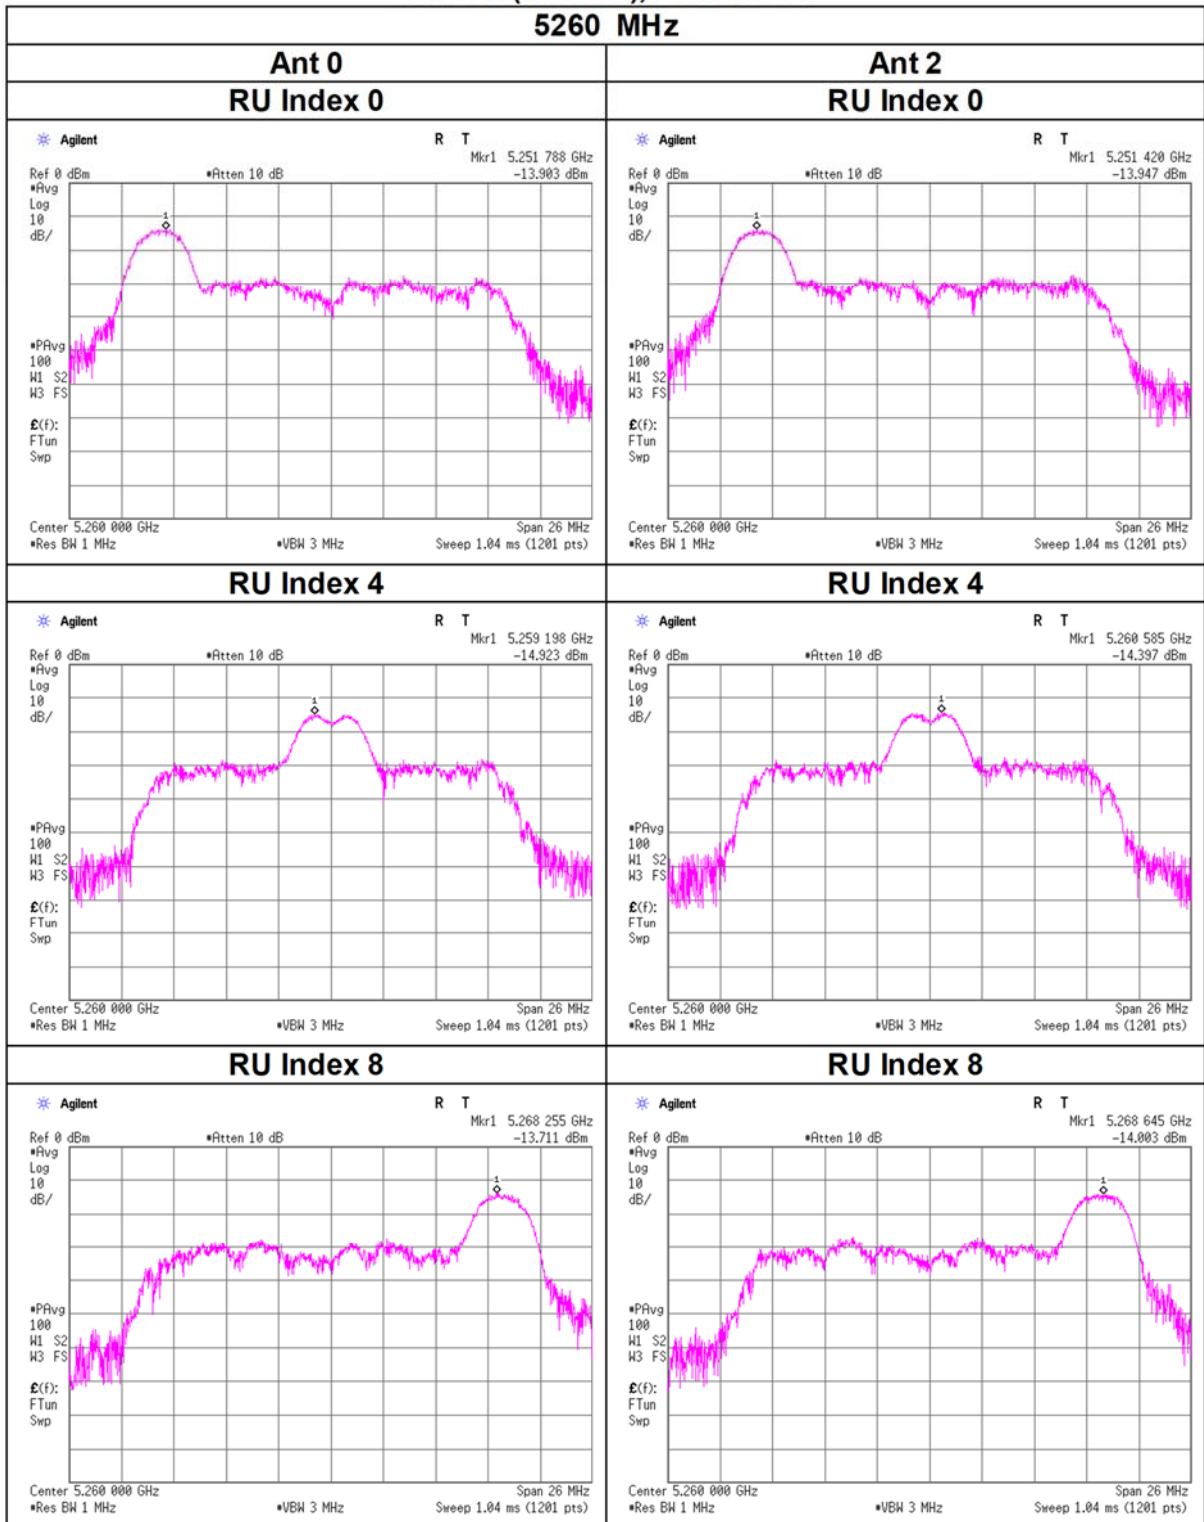 5260 MHz
Ant 0
Ant 2
RU Index 0
RU Index 0
Agilent
R T
Mkr1 5.251 788 GHz
Ref 0 dBm
#Atten 10 dB
-13.903 dBm
#Avg
Log
10
dB/
1
#PAvg
100
W1 S2
W3 FS
£(f):
FTun
Swp
Center 5.260 000 GHz
Span 26 MHz
#Res BW 1 MHz
#VBW 3 MHz
Sweep 1.04 ms (1201 pts)
Agilent
R T
Mkr1 5.251 420 GHz
Ref 0 dBm
#Atten 10 dB
-13.947 dBm
#Avg
Log
10
dB/
1
#PAvg
100
W1 S2
W3 FS
£(f):
FTun
Swp
Center 5.260 000 GHz
Span 26 MHz
#Res BW 1 MHz
#VBW 3 MHz
Sweep 1.04 ms (1201 pts)
RU Index 4
RU Index 4
Agilent
R T
Mkr1 5.259 198 GHz
Ref 0 dBm
#Atten 10 dB
-14.923 dBm
#Avg
Log
10
dB/
1
#PAvg
100
W1 S2
W3 FS
£(f):
FTun
Swp
Center 5.260 000 GHz
Span 26 MHz
#Res BW 1 MHz
#VBW 3 MHz
Sweep 1.04 ms (1201 pts)
Agilent
R T
Mkr1 5.260 585 GHz
Ref 0 dBm
#Atten 10 dB
-14.397 dBm
#Avg
Log
10
dB/
1
#PAvg
100
W1 S2
W3 FS
£(f):
FTun
Swp
Center 5.260 000 GHz
Span 26 MHz
#Res BW 1 MHz
#VBW 3 MHz
Sweep 1.04 ms (1201 pts)
RU Index 8
RU Index 8
Agilent
R T
Mkr1 5.268 255 GHz
Ref 0 dBm
#Atten 10 dB
-13.711 dBm
#Avg
Log
10
dB/
1
#PAvg
100
W1 S2
W3 FS
£(f):
FTun
Swp
Center 5.260 000 GHz
Span 26 MHz
#Res BW 1 MHz
#VBW 3 MHz
Sweep 1.04 ms (1201 pts)
Agilent
R T
Mkr1 5.268 645 GHz
Ref 0 dBm
#Atten 10 dB
-14.003 dBm
#Avg
Log
10
dB/
1
#PAvg
100
W1 S2
W3 FS
£(f):
FTun
Swp
Center 5.260 000 GHz
Span 26 MHz
#Res BW 1 MHz
#VBW 3 MHz
Sweep 1.04 ms (1201 pts)